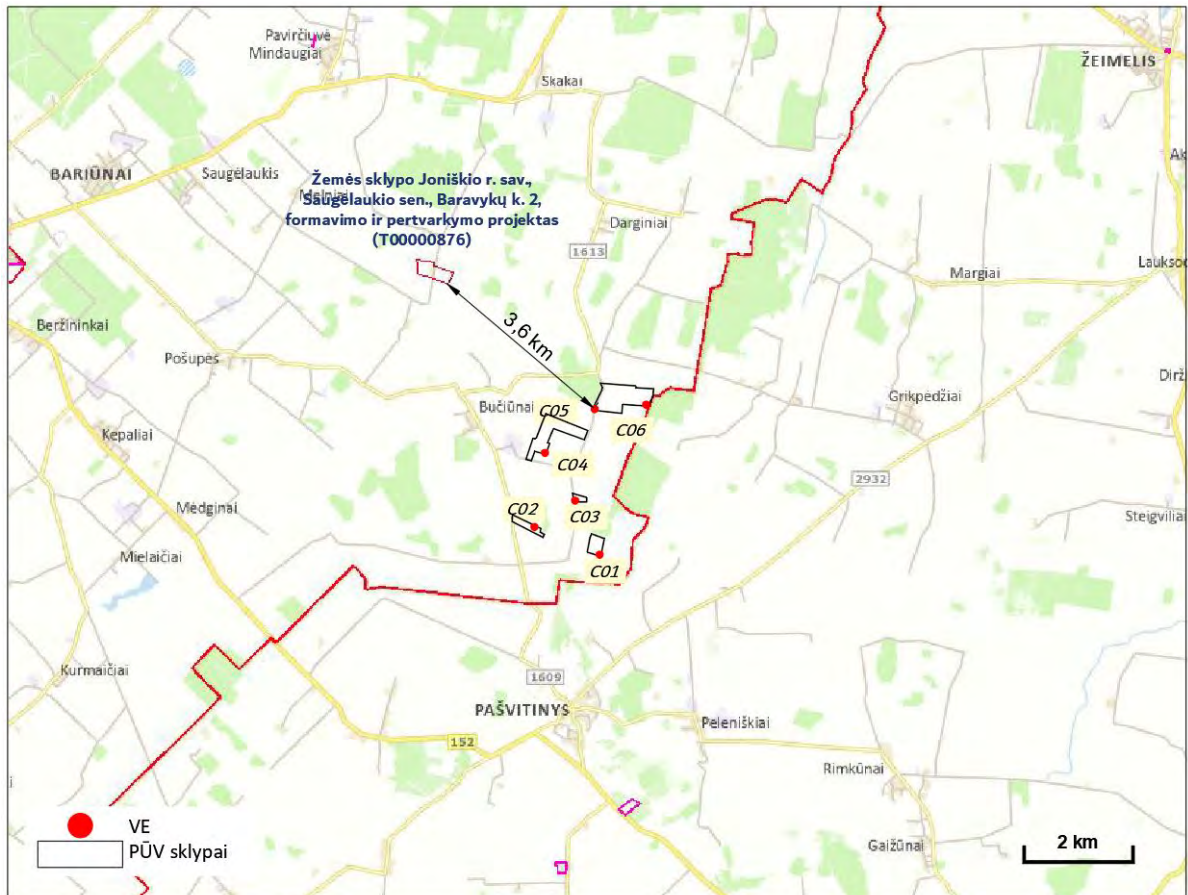 Pavirčiuvė
Mindaugiai
ŽEIMELIS
Skakai
BARIŪNAI
Saugėlaukis
Žemės sklypo Joniškio r. sav.,
Saugėlaukio sen., Baravykų k. 2,
formavimo ir pertvarkymo projektas
(T00000876)
Darginiai
1613
Margiai
Beržininkai
3,6 km
Pošupės
Bučiūnai
C05
C06
Grikpėdžiai
Kepaliai
C04
2932
C03
C02
Mėdginai
Steigviliai
Mielaičiai
C01
Kurmaičiai
1609
PAŠVITINYS
Peleniškiai
152
Rimkūnai
VE
PŪV sklypai
Gaižūnai
2 km